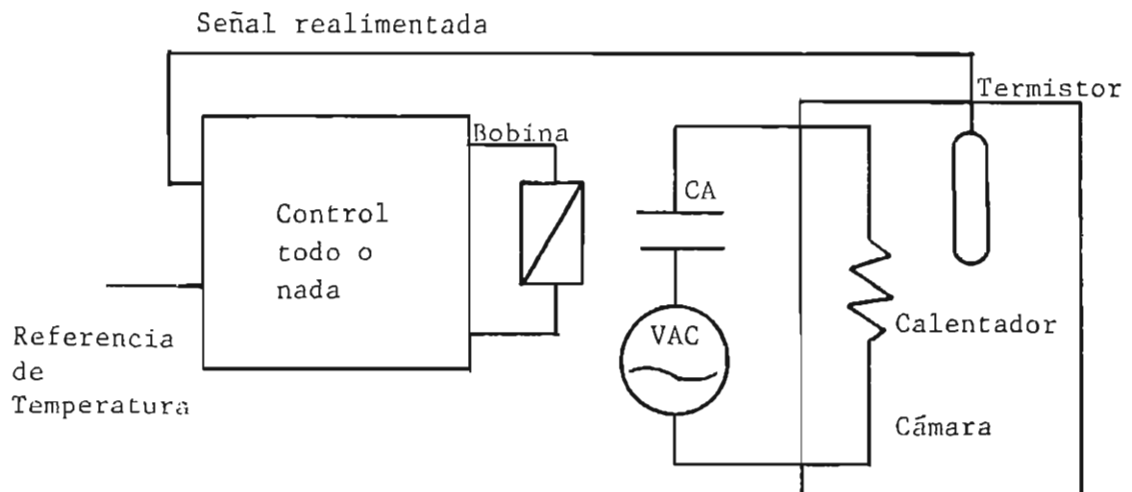 Señal realimentada
Termistor
Bobina
CA
Control
todo o
nada
VAC
Calentador
Referencia
de
Temperatura
Cámara